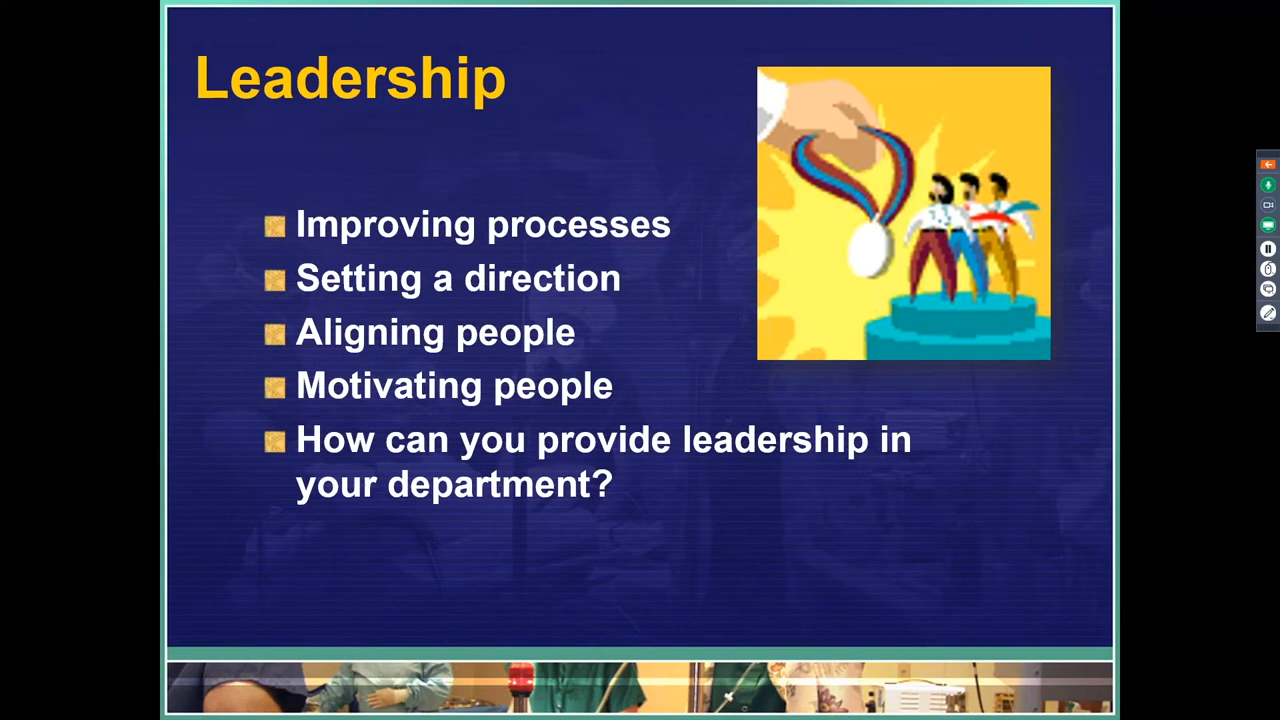 Leadership
Improving processes
Setting a direction
Aligning people
Motivating people
How can you provide leadership in
your department?